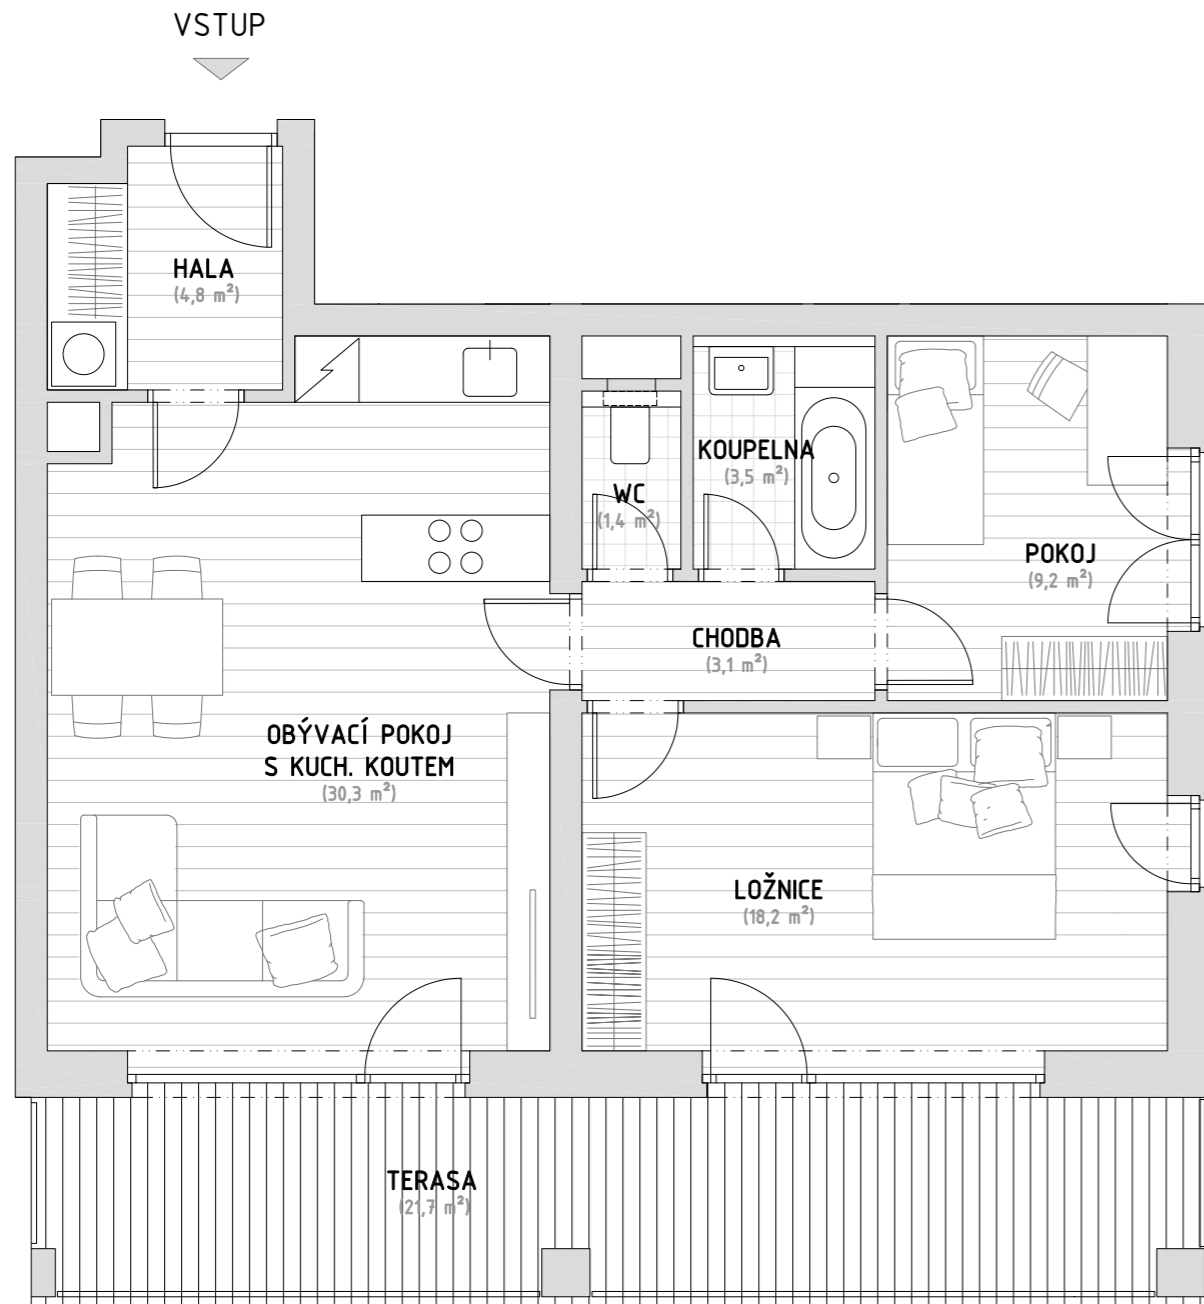 VSTUP
HALA
(4,8 m²)
KOUPELNA
(3,5 m²)
WC
(1,4 m²)
POKOJ
(9,2 m²)
CHODBA
(3,1 m²)
OBÝVACÍ POKOJ
S KUCH. KOUTEM
(30,3 m²)
LOŽNICE
(18,2 m²)
TERASA
(21,7 m²)